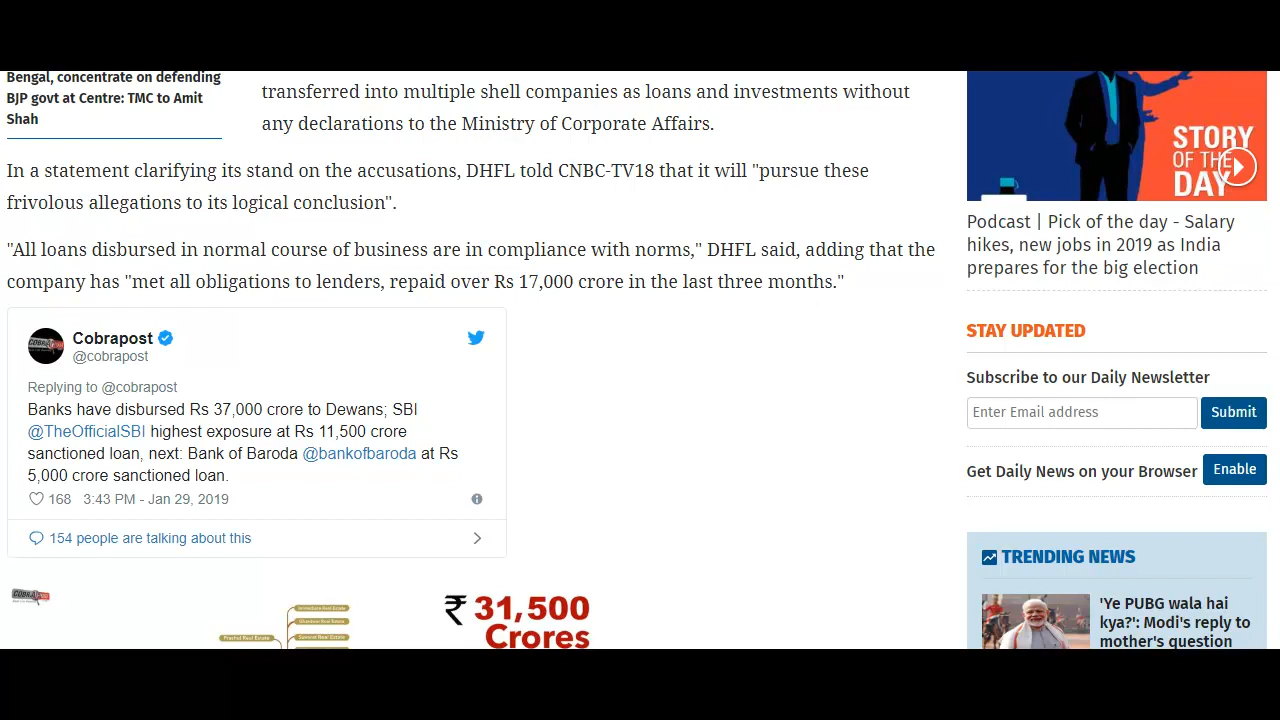 Bengal, concentrate on defending
BJP govt at Centre: TMC to Amit
Shah
transferred into multiple shell companies as loans and investments without
any declarations to the Ministry of Corporate Affairs.
In a statement clarifying its stand on the accusations, DHFL told CNBC-TV18 that it will "pursue these
frivolous allegations to its logical conclusion".
"All loans disbursed in normal course of business are in compliance with norms," DHFL said, adding that the
company has "met all obligations to lenders, repaid over Rs 17,000 crore in the last three months."
Cobrapost
@cobrapost
Replying to @cobrapost
Banks have disbursed Rs 37,000 crore to Dewans; SBI
@TheOfficialSBI highest exposure at Rs 11,500 crore
sanctioned loan, next: Bank of Baroda @bankofbaroda at Rs
5,000 crore sanctioned loan.
168 3:43 PM - Jan 29, 2019
154 people are talking about this
₹ 31,500
Crores
STORY
OF THE
DAY
Podcast | Pick of the day - Salary
hikes, new jobs in 2019 as India
prepares for the big election
STAY UPDATED
Subscribe to our Daily Newsletter
Enter Email address
Submit
Get Daily News on your Browser
Enable
TRENDING NEWS
'Ye PUBG wala hai
kya?': Modi's reply to
mother's question